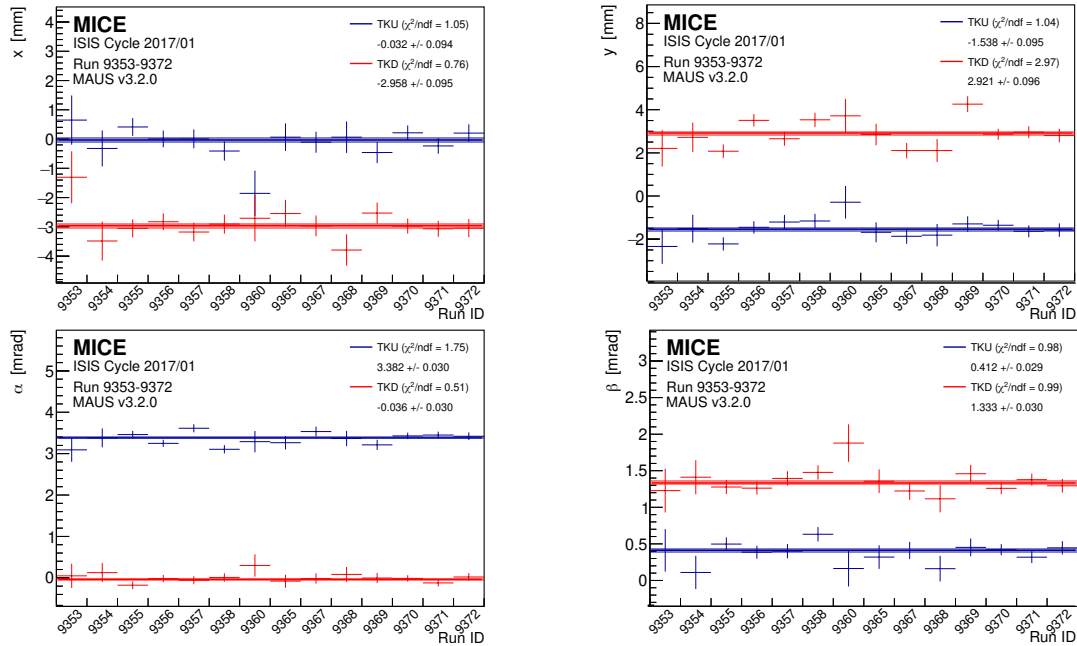 x [mm]
4
3
2
1
0
−1
−2
−3
−4
MICE
ISIS Cycle 2017/01
Run 9353-9372
MAUS v3.2.0
TKU (χ²/ndf = 1.05)
-0.032 +/- 0.094
TKD (χ²/ndf = 0.76)
-2.958 +/- 0.095
9353 9354 9355 9356 9357 9358 9360 9365 9367 9368 9369 9370 9371 9372
Run ID
y [mm]
8
6
4
2
0
−2
MICE
ISIS Cycle 2017/01
Run 9353-9372
MAUS v3.2.0
TKU (χ²/ndf = 1.04)
-1.538 +/- 0.095
TKD (χ²/ndf = 2.97)
2.921 +/- 0.096
9353 9354 9355 9356 9357 9358 9360 9365 9367 9368 9369 9370 9371 9372
Run ID
α [mrad]
5
4
3
2
1
0
MICE
ISIS Cycle 2017/01
Run 9353-9372
MAUS v3.2.0
TKU (χ²/ndf = 1.75)
3.382 +/- 0.030
TKD (χ²/ndf = 0.51)
-0.036 +/- 0.030
9353 9354 9355 9356 9357 9358 9360 9365 9367 9368 9369 9370 9371 9372
Run ID
β [mrad]
3
2.5
2
1.5
1
0.5
0
MICE
ISIS Cycle 2017/01
Run 9353-9372
MAUS v3.2.0
TKU (χ²/ndf = 0.98)
0.412 +/- 0.029
TKD (χ²/ndf = 0.99)
1.333 +/- 0.030
9353 9354 9355 9356 9357 9358 9360 9365 9367 9368 9369 9370 9371 9372
Run ID